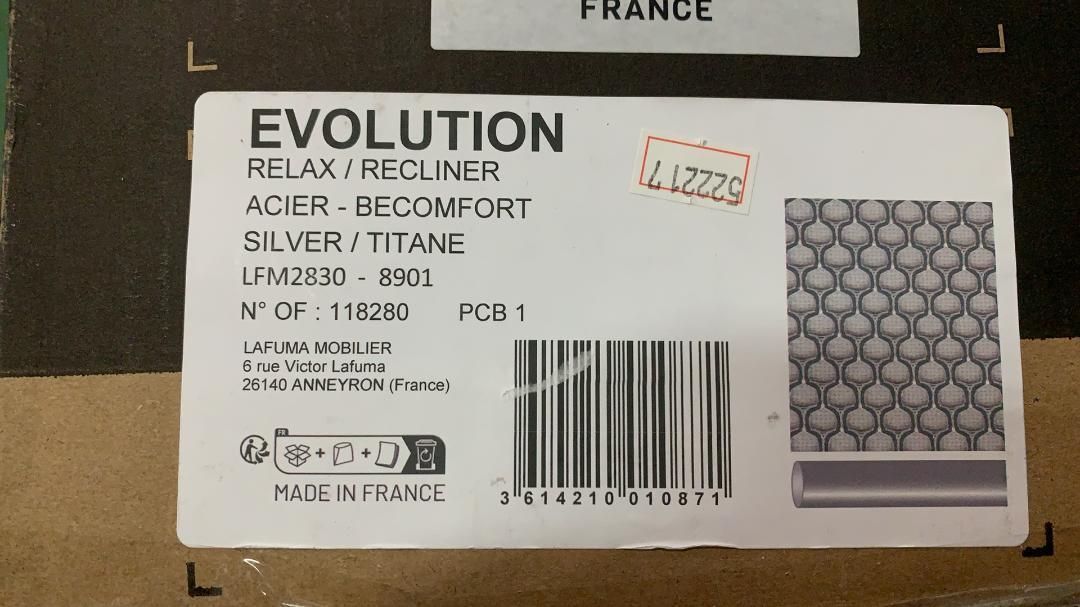 FRANCE
EVOLUTION
RELAX / RECLINER
522217
ACIER - BECOMFORT
SILVER / TITANE
LFM2830 - 8901
N° OF : 118280 PCB 1
LAFUMA MOBILIER
6 rue Victor Lafuma
26140 ANNEYRON (France)
FR
MADE IN FRANCE
3 614210 010871